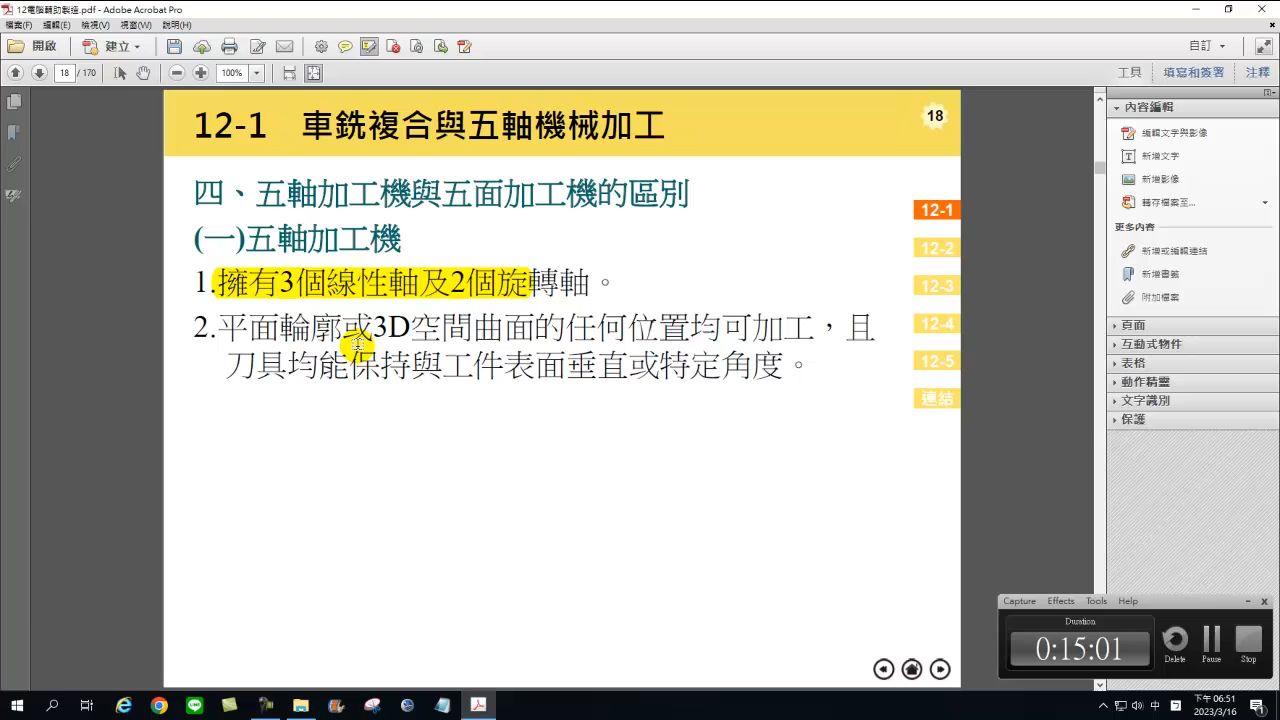 12電腦輔助製造.pdf - Adobe Acrobat Pro
檔案(F) 編輯(E) 檢視(V) 視窗(W) 說明(H)
開啟 建立 自訂
18 / 170 100% 工具 填寫和簽署 注釋
12-1 車銑複合與五軸機械加工
18
四、五軸加工機與五面加工機的區別
(一)五軸加工機
1.擁有3個線性軸及2個旋轉軸。
2.平面輪廓或3D空間曲面的任何位置均可加工，且
刀具均能保持與工件表面垂直或特定角度。
12-1
12-2
12-3
12-4
12-5
連結
內容編輯
編輯文字與影像
新增文字
新增影像
轉存檔案至...
更多內容
新增或編輯連結
新增書籤
附加檔案
頁面
互動式物件
表格
動作精靈
文字識別
保護
Capture Effects Tools Help
Duration
0:15:01
Delete Pause Stop
中
下午 06:51
2023/3/16